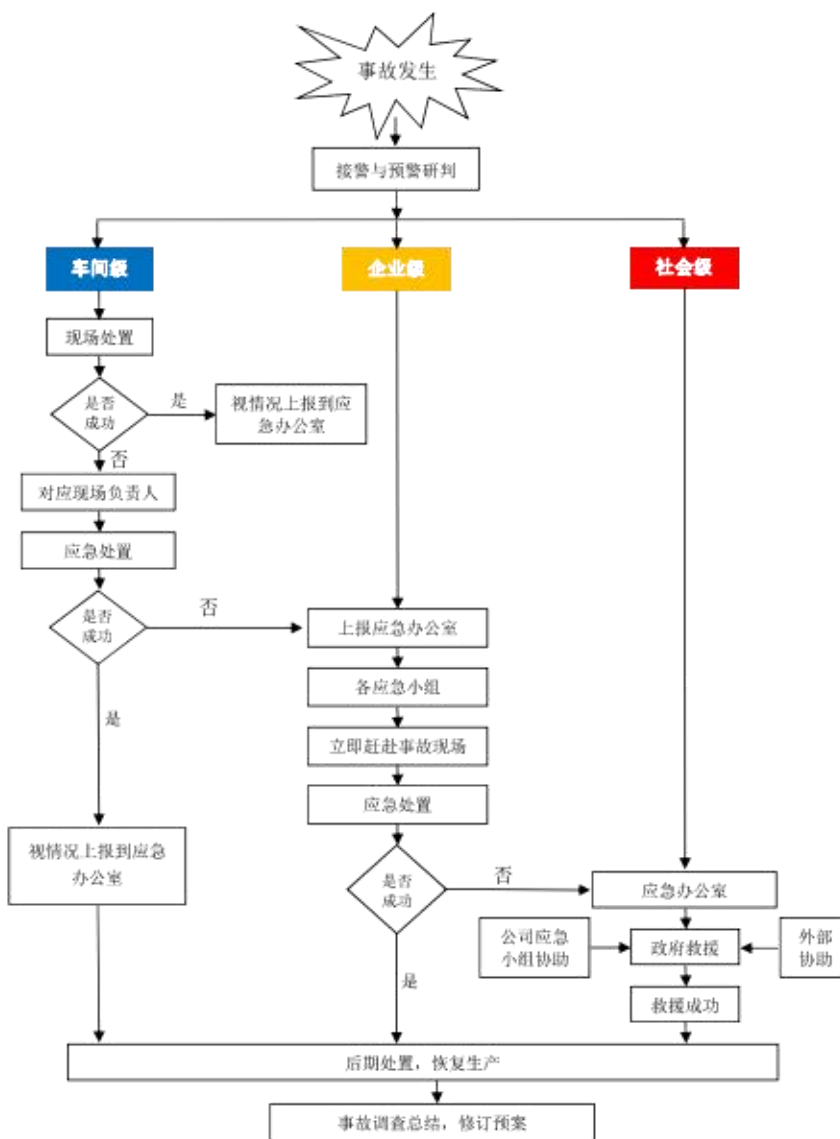 事故发生
接警与预警研判
车间级
企业级
社会级
现场处置
是否
成功
是
视情况上报到应
急办公室
否
对应现场负责人
应急处置
是否
成功
否
上报应急办公室
各应急小组
是
立即赶赴事故现场
应急处置
视情况上报到应急
办公室
是否
成功
否
应急办公室
公司应急
小组协助
政府救援
外部
协助
是
救援成功
后期处置，恢复生产
事故调查总结，修订预案